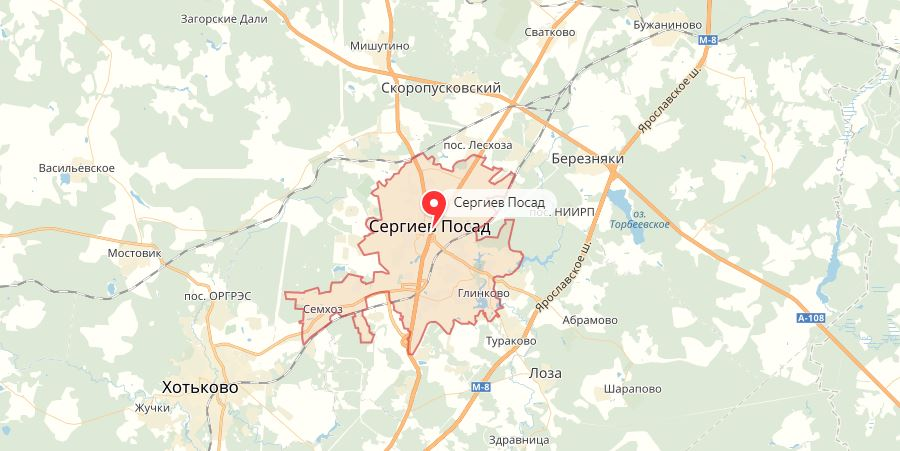 Загорские Дали
Бужаниново
Сватково
М-8
Мишутино
Скоропусковский
Ярославское ш.
пос. Лесхоза
Березняки
Васильевское
Сергиев Посад
пос. НИИРП
Сергиев Посад
оз.
Торбеевское
Мостовик
Ярославское ш.
пос. ОРГРЭС
Глинково
Семхоз
Абрамово
А-108
Тураково
Лоза
Хотьково
М-8
Шарапово
Жучки
Здравница